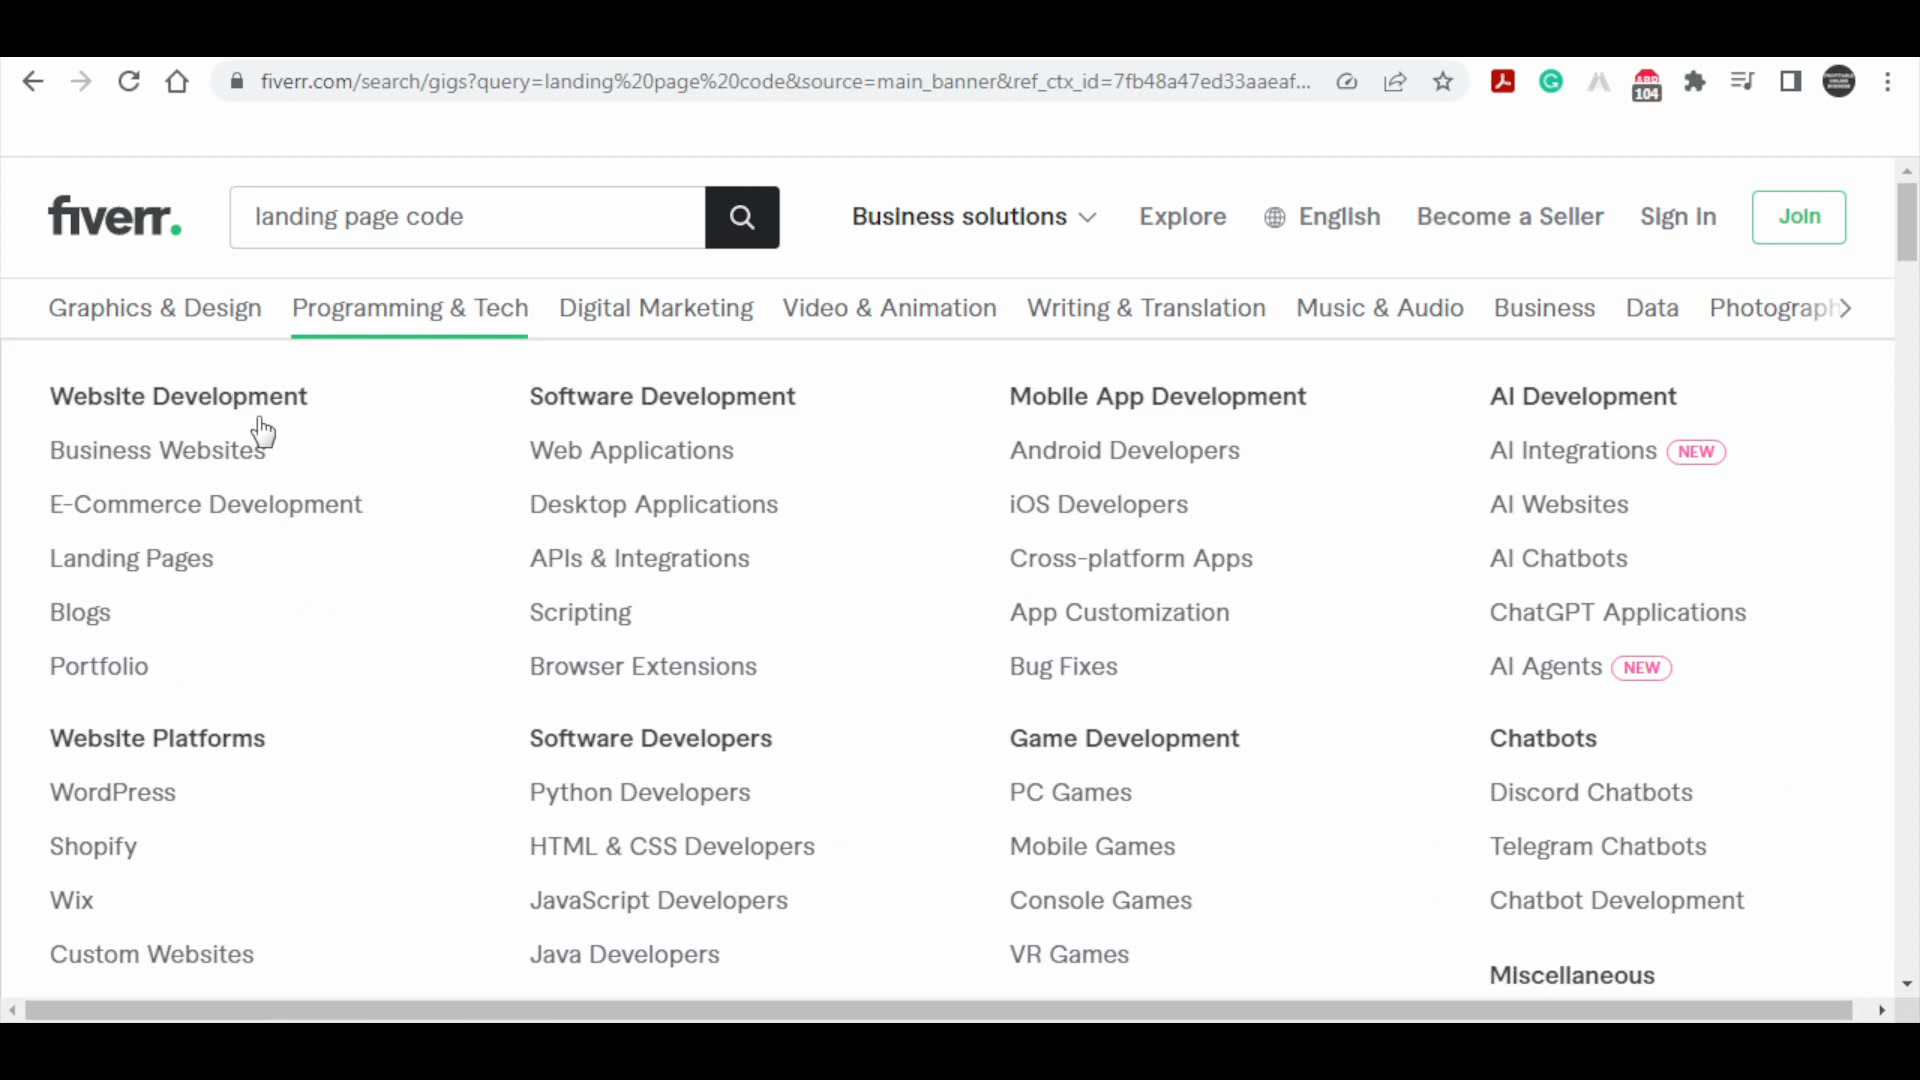 fiverr.com/search/gigs?query=landing%20page%20code&source=main_banner&ref_ctx_id=7fb48a47ed33aaeaf...
ABP
104
fiverr.
landing page code
Business solutions
Explore
English
Become a Seller
Sign In
Join
Graphics & Design
Programming & Tech
Digital Marketing
Video & Animation
Writing & Translation
Music & Audio
Business
Data
Photograph
Website Development
Business Websites
E-Commerce Development
Landing Pages
Blogs
Portfolio
Website Platforms
WordPress
Shopify
Wix
Custom Websites
Software Development
Web Applications
Desktop Applications
APIs & Integrations
Scripting
Browser Extensions
Software Developers
Python Developers
HTML & CSS Developers
JavaScript Developers
Java Developers
Mobile App Development
Android Developers
iOS Developers
Cross-platform Apps
App Customization
Bug Fixes
Game Development
PC Games
Mobile Games
Console Games
VR Games
AI Development
AI Integrations NEW
AI Websites
AI Chatbots
ChatGPT Applications
AI Agents NEW
Chatbots
Discord Chatbots
Telegram Chatbots
Chatbot Development
Miscellaneous